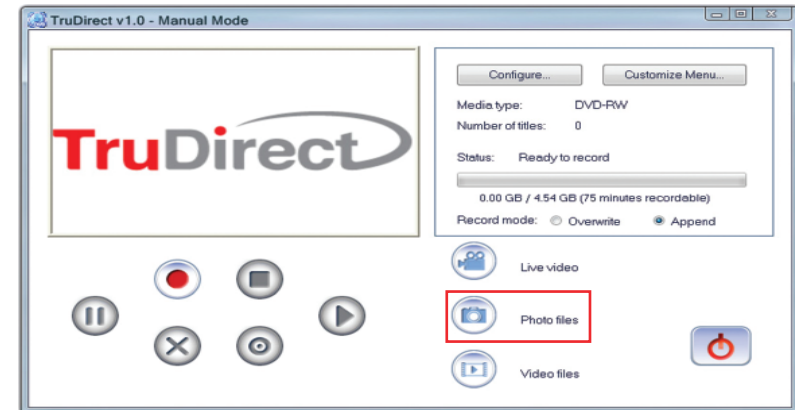 TruDirect v1.0 - Manual Mode
TruDirect
Configure... Customize Menu...
Media type: DVD-RW
Number of titles: 0
Status: Ready to record
0.00 GB / 4.54 GB (75 minutes recordable)
Record mode: Overwrite Append
Live video
Photo files
Video files